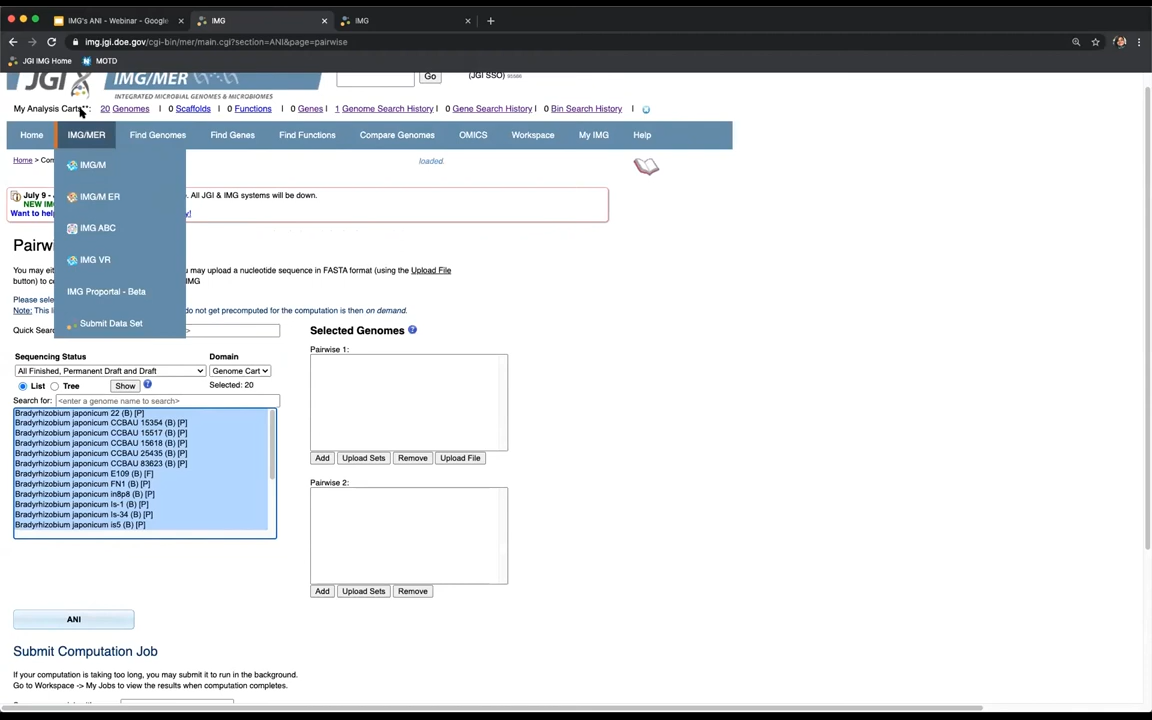 IMG's ANI - Webinar - Google
IMG
IMG
img.jgi.doe.gov/cgi-bin/mer/main.cgi?section=ANI&page=pairwise
JGI IMG Home
MOTD
JGI
IMG/MER
INTEGRATED MICROBIAL GENOMES & MICROBIOMES
Go
(JGI SSO)
My Analysis Carts**: 20 Genomes | 0 Scaffolds | 0 Functions | 0 Genes | 1 Genome Search History | 0 Gene Search History | 0 Bin Search History |
Home IMG/MER Find Genomes Find Genes Find Functions Compare Genomes OMICS Workspace My IMG Help
Home > Com
loaded.
IMG/M
IMG/M ER
IMG ABC
IMG VR
IMG Proportal - Beta
Submit Data Set
July 9 - . All JGI & IMG systems will be down.
NEW IM
Want to hel !
Pairw
You may eit may upload a nucleotide sequence in FASTA format (using the Upload File
button) to c IMG
Please sele
Note: This li do not get precomputed for the computation is then on demand.
Quick Sear >
Sequencing Status Domain
All Finished, Permanent Draft and Draft Genome Cart
List Tree Show Selected: 20
Search for: <enter a genome name to search>
Bradyrhizobium japonicum 22 (B) [P]
Bradyrhizobium japonicum CCBAU 15354 (B) [P]
Bradyrhizobium japonicum CCBAU 15517 (B) [P]
Bradyrhizobium japonicum CCBAU 15618 (B) [P]
Bradyrhizobium japonicum CCBAU 25435 (B) [P]
Bradyrhizobium japonicum CCBAU 83623 (B) [P]
Bradyrhizobium japonicum E109 (B) [F]
Bradyrhizobium japonicum FN1 (B) [P]
Bradyrhizobium japonicum in8p8 (B) [P]
Bradyrhizobium japonicum Is-1 (B) [P]
Bradyrhizobium japonicum Is-34 (B) [P]
Bradyrhizobium japonicum is5 (B) [P]
Selected Genomes
Pairwise 1:
Add Upload Sets Remove Upload File
Pairwise 2:
Add Upload Sets Remove
ANI
Submit Computation Job
If your computation is taking too long, you may submit it to run in the background.
Go to Workspace -> My Jobs to view the results when computation completes.